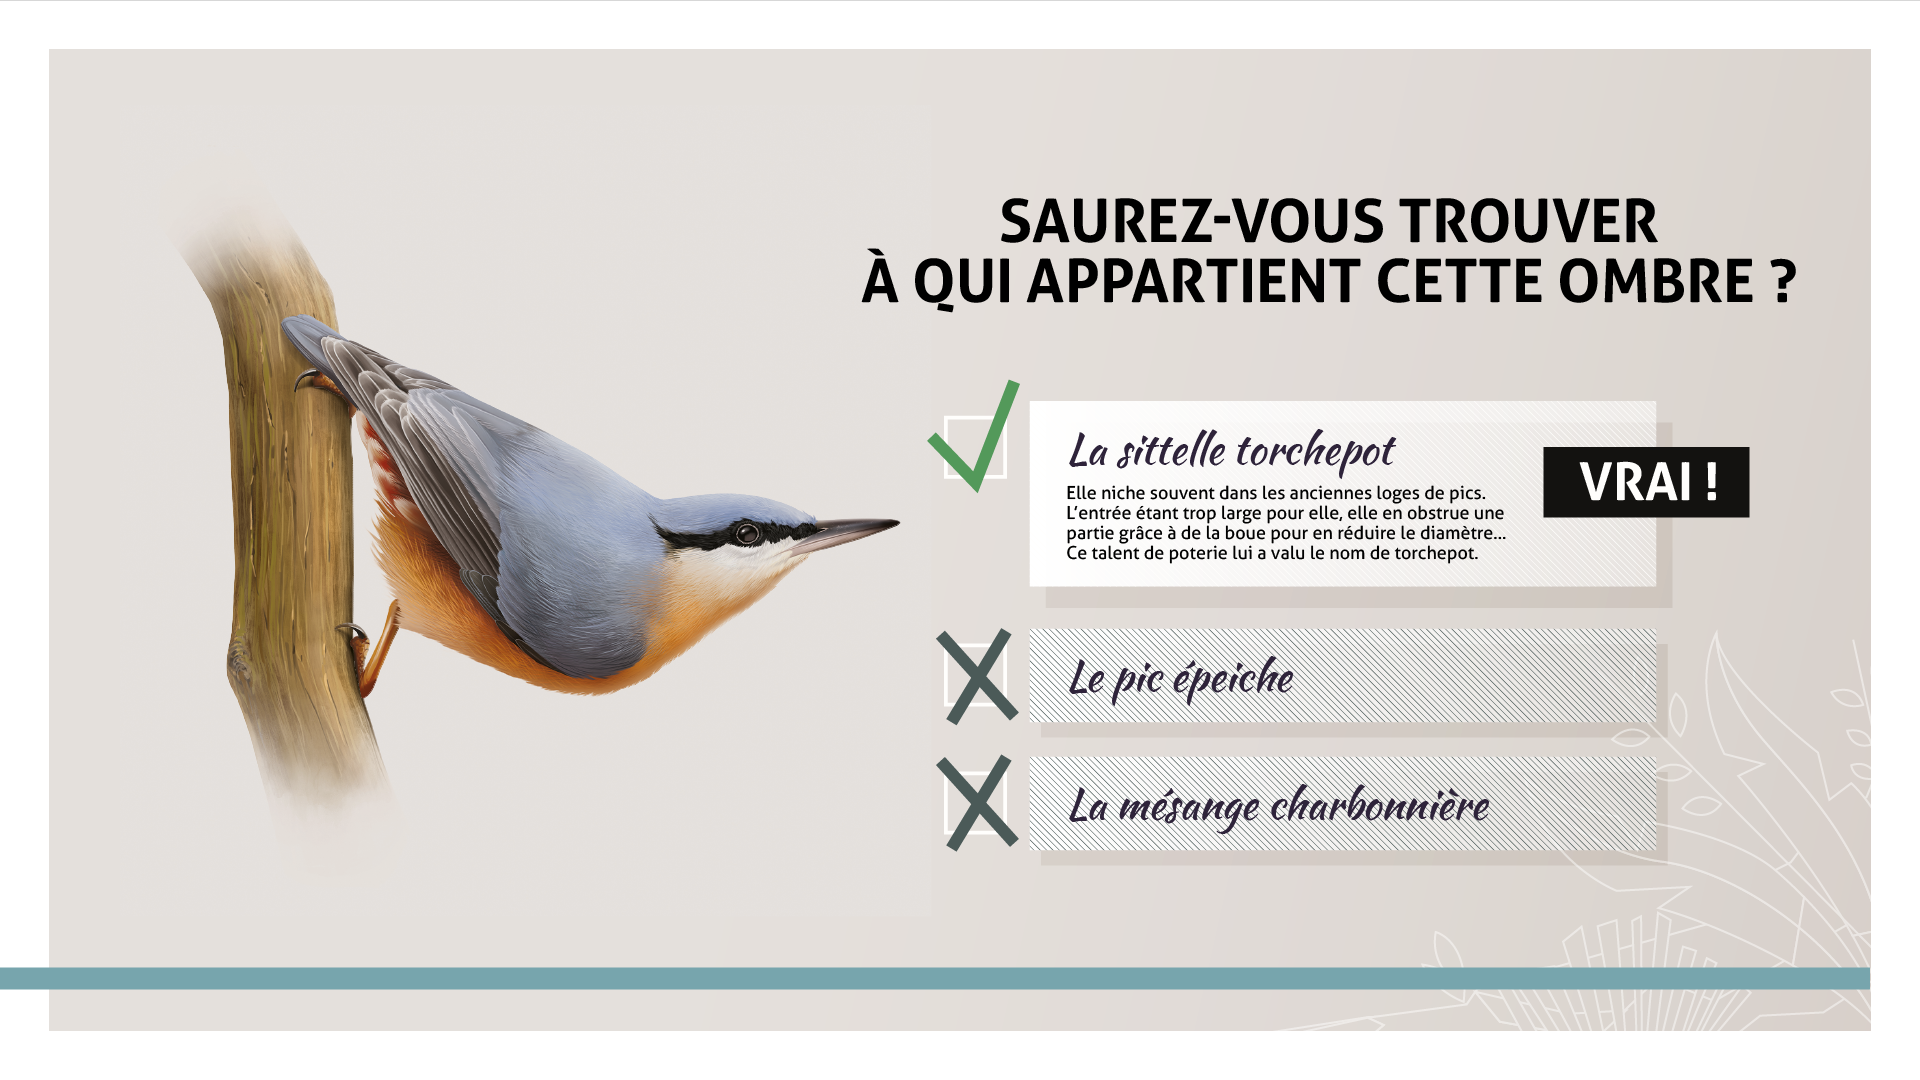 SAUREZ-VOUS TROUVER
À QUI APPARTIENT CETTE OMBRE ?
La sittelle torchepot
Elle niche souvent dans les anciennes loges de pics.
L'entrée étant trop large pour elle, elle en obstrue une
partie grâce à de la boue pour en réduire le diamètre...
Ce talent de poterie lui a valu le nom de torchepot.
VRAI !
Le pic épeiche
La mésange charbonnière